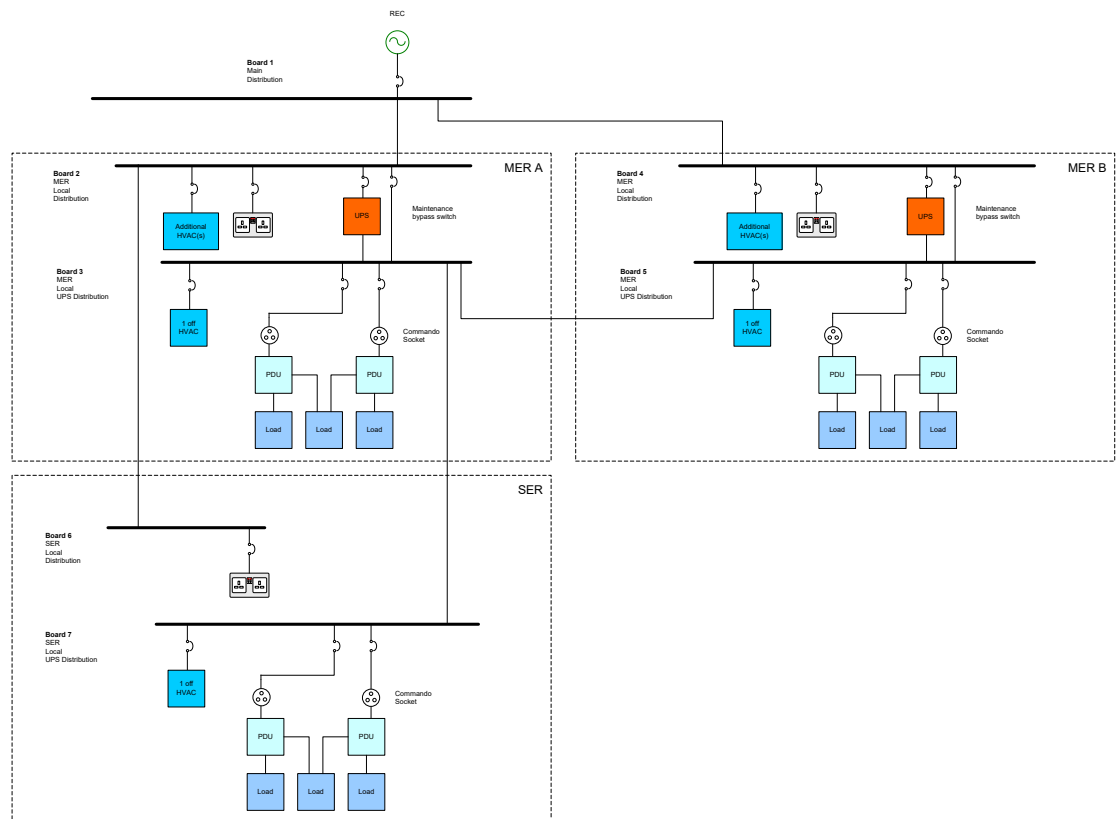 REC
Board 1
Main
Distribution
MER A
Board 2
MER
Local
Distribution
Additional
HVAC(s)
UPS
Maintenance
bypass switch
Board 3
MER
Local
UPS Distribution
1 off
HVAC
Commando
Socket
PDU
PDU
Load
Load
Load
MER B
Board 4
MER
Local
Distribution
Additional
HVAC(s)
UPS
Maintenance
bypass switch
Board 5
MER
Local
UPS Distribution
1 off
HVAC
Commando
Socket
PDU
PDU
Load
Load
Load
SER
Board 6
SER
Local
Distribution
Board 7
SER
Local
UPS Distribution
1 off
HVAC
Commando
Socket
PDU
PDU
Load
Load
Load